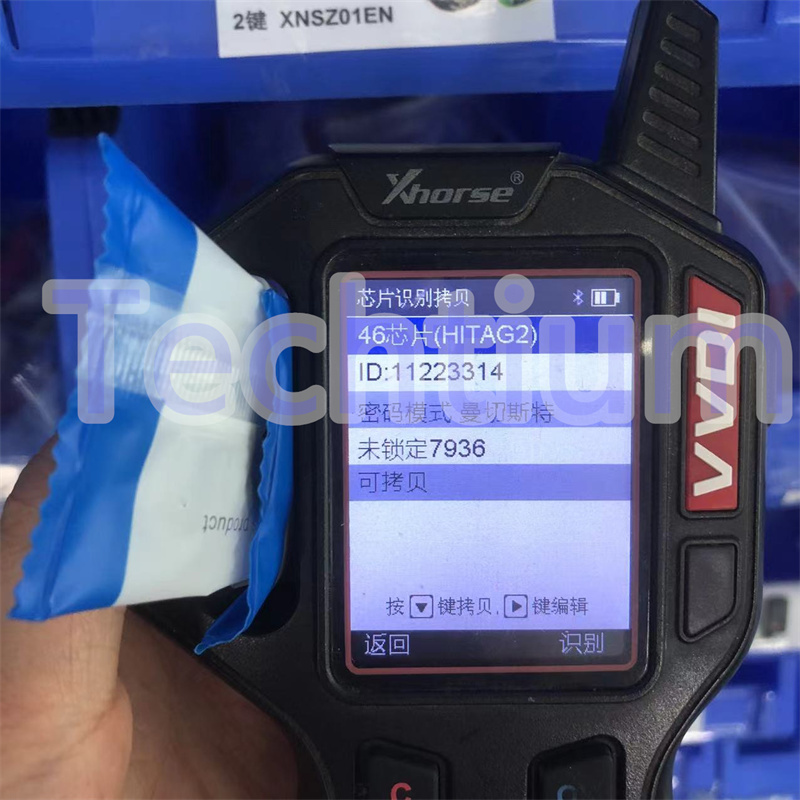 2键 XNSZ01EN
Xhorse®
芯片识别拷贝
46芯片(HITAG2)
ID:11223314
密码模式 曼切斯特
未锁定7936
可拷贝
按▼键拷贝,▶键编辑
返回 识别
VVDI
product
Techtium
C